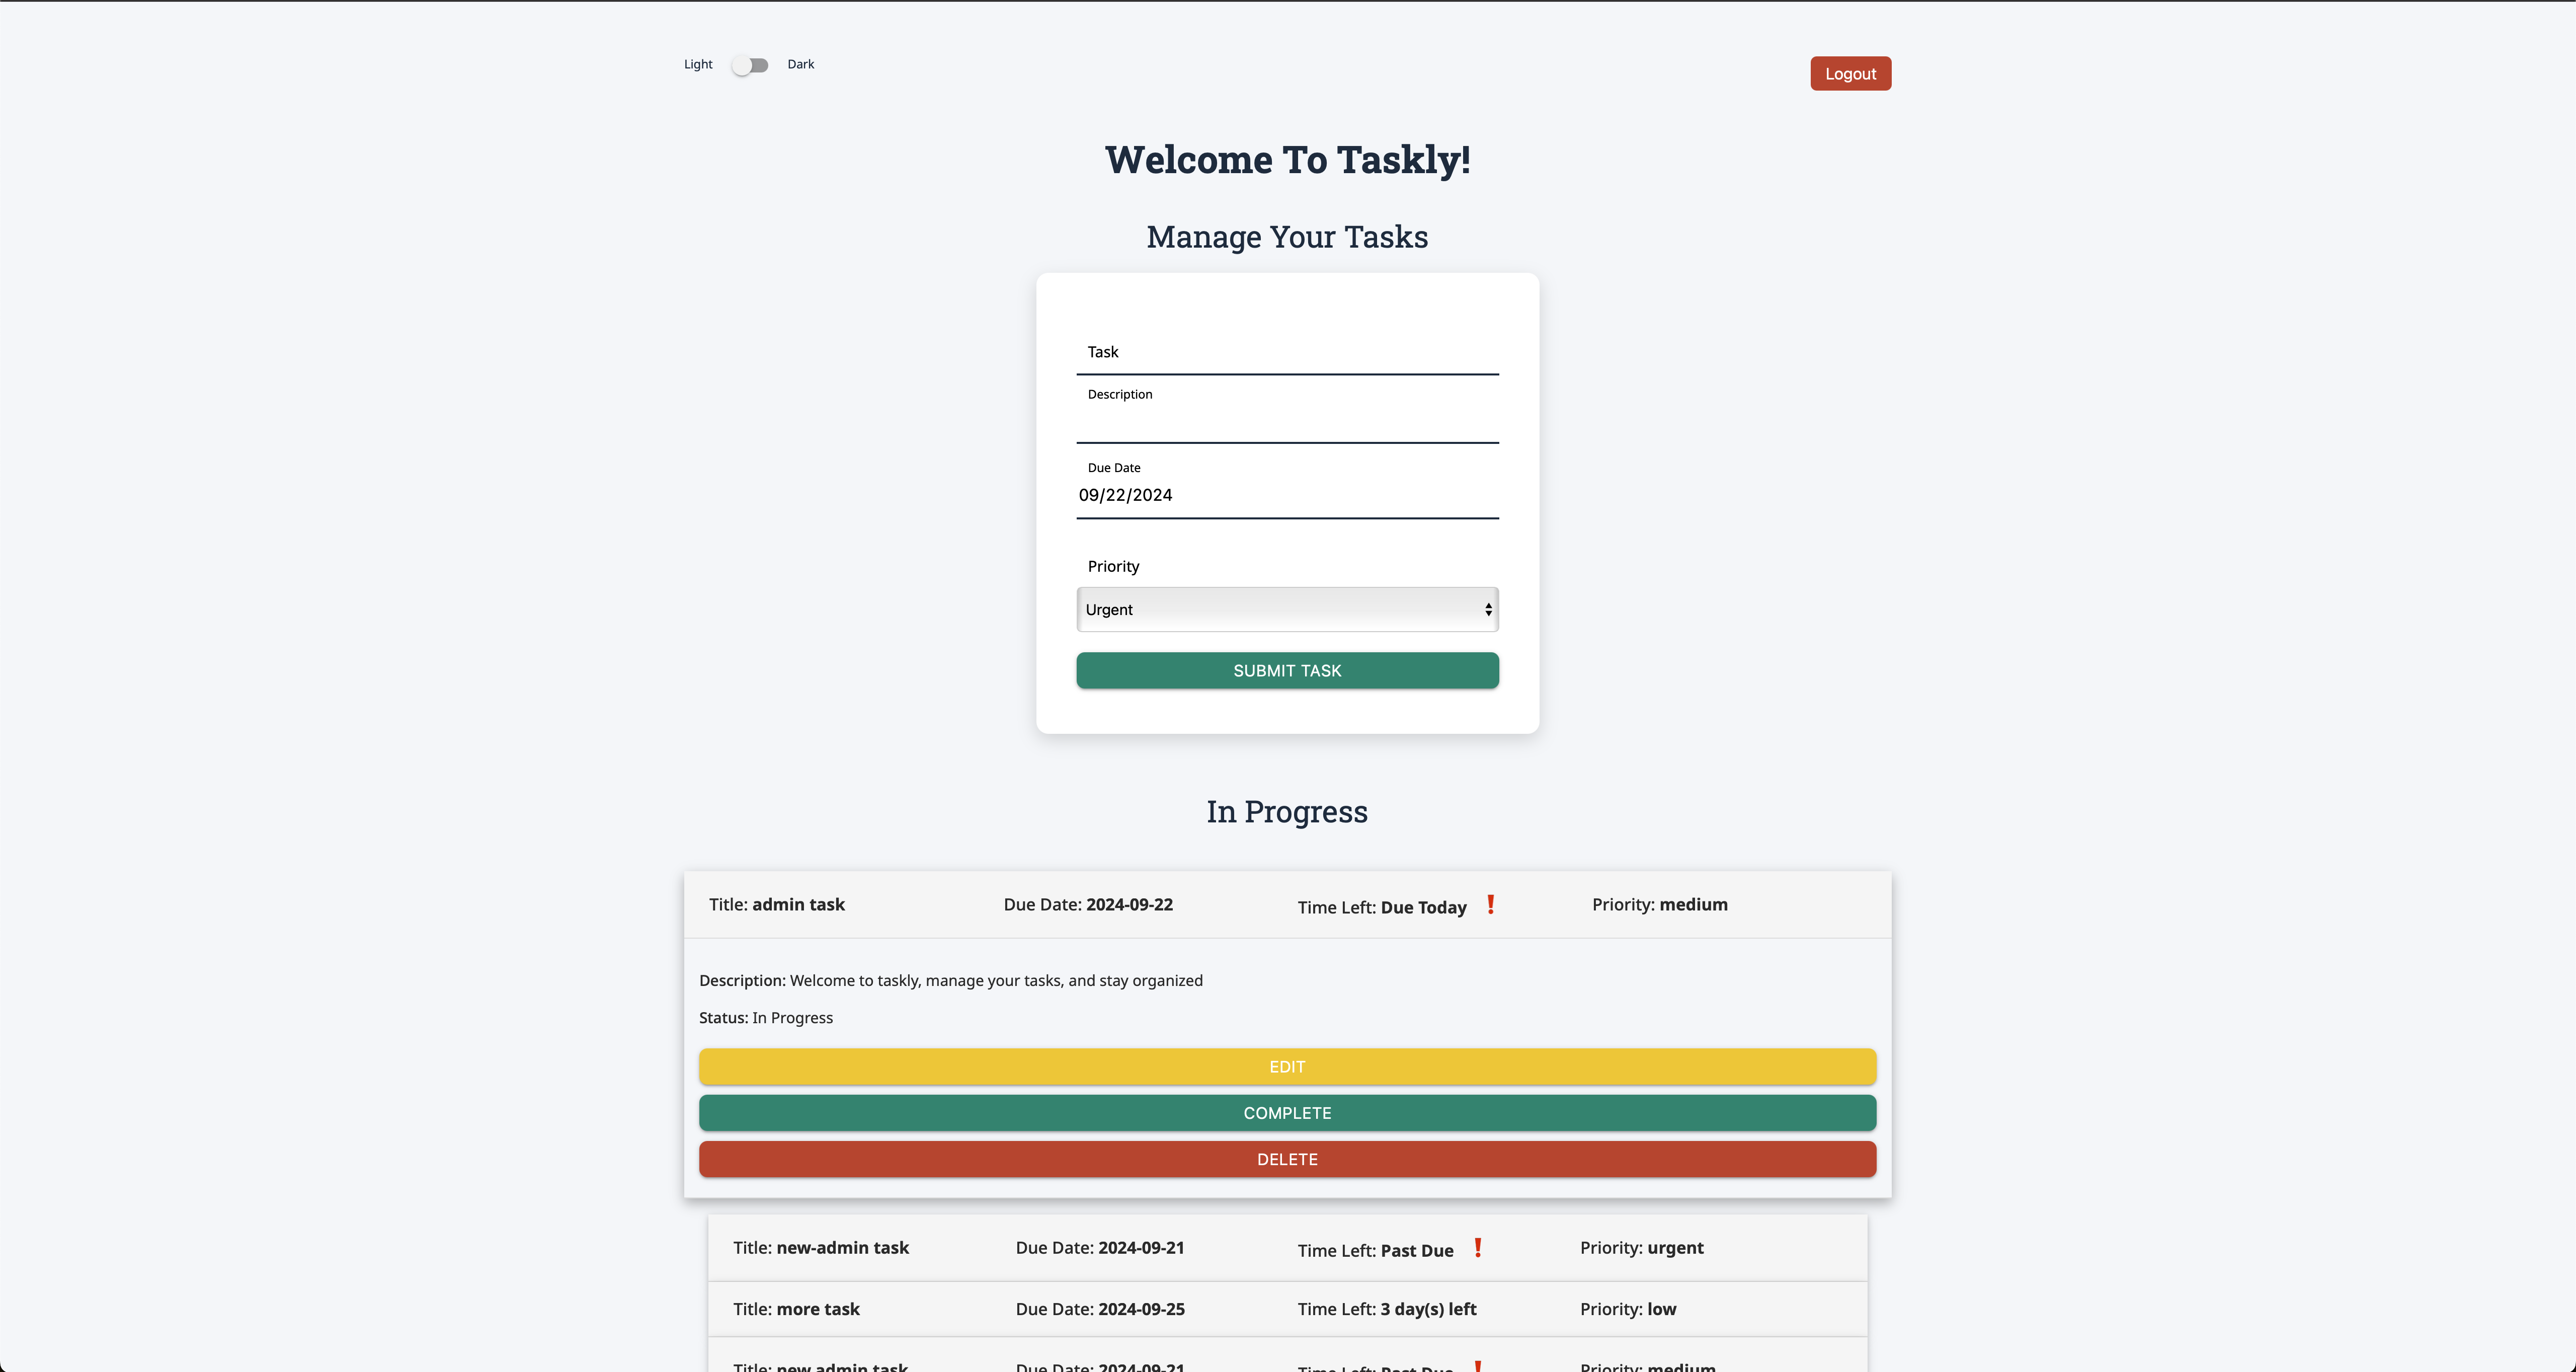 Light Dark Logout
Welcome To Taskly!
Manage Your Tasks
Task
Description
Due Date
09/22/2024
Priority
Urgent
SUBMIT TASK
In Progress
Title: admin task Due Date: 2024-09-22 Time Left: Due Today ! Priority: medium
Description: Welcome to taskly, manage your tasks, and stay organized
Status: In Progress
EDIT
COMPLETE
DELETE
Title: new-admin task Due Date: 2024-09-21 Time Left: Past Due ! Priority: urgent
Title: more task Due Date: 2024-09-25 Time Left: 3 day(s) left Priority: low
Title: new admin task Due Date: 2024-09-21 Time Left: Past Due ! Priority: medium